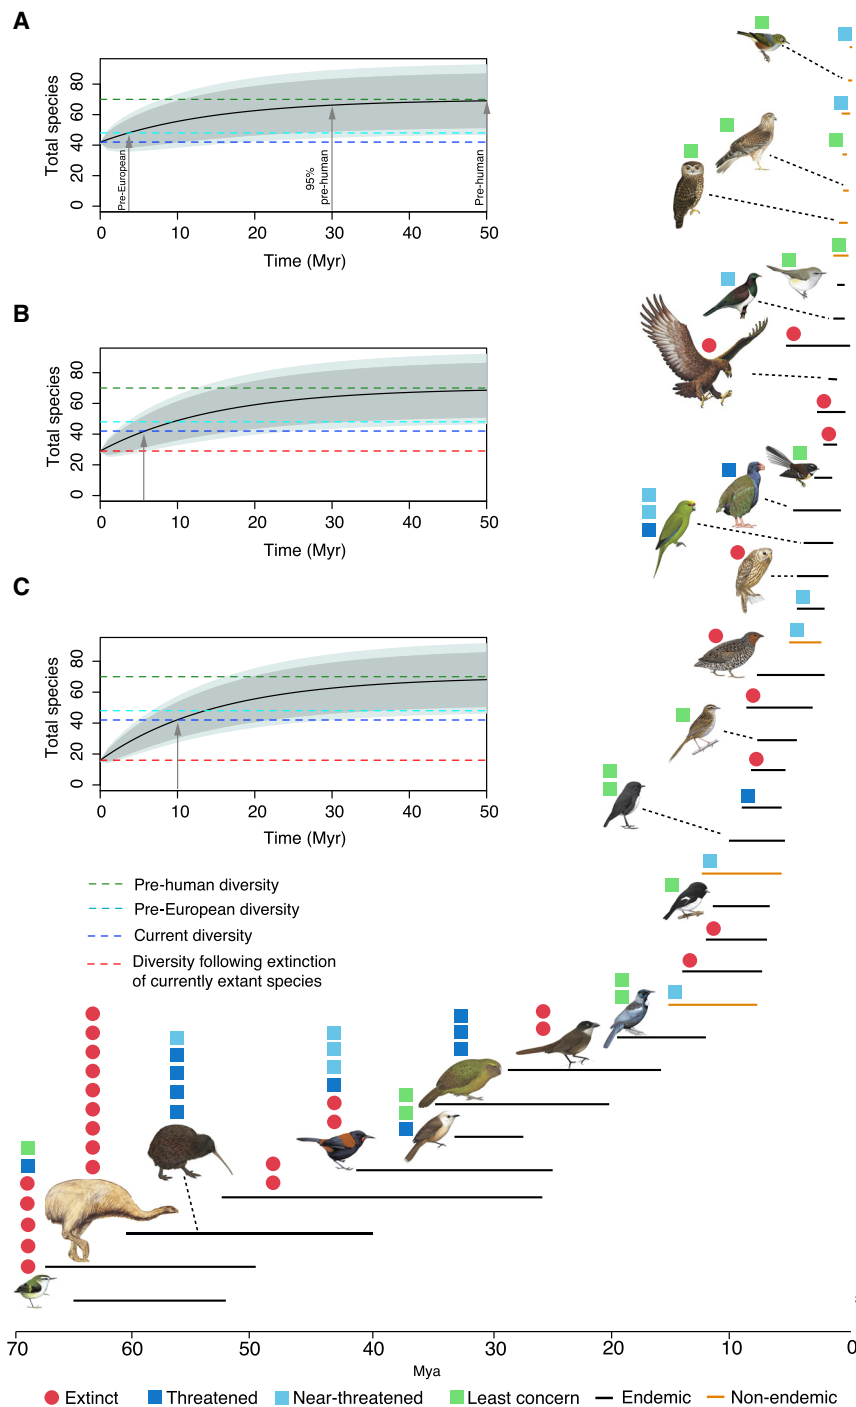 A
Total species
80
60
40
20
0
Pre-European
95%
pre-human
Pre-human
0 10 20 30 40 50
Time (Myr)
B
Total species
80
60
40
20
0
0 10 20 30 40 50
Time (Myr)
C
Total species
80
60
40
20
0
0 10 20 30 40 50
Time (Myr)
Pre-human diversity
Pre-European diversity
Current diversity
Diversity following extinction
of currently extant species
70 60 50 40 30 20 10 0
Mya
Extinct Threatened Near-threatened Least concern Endemic Non-endemic